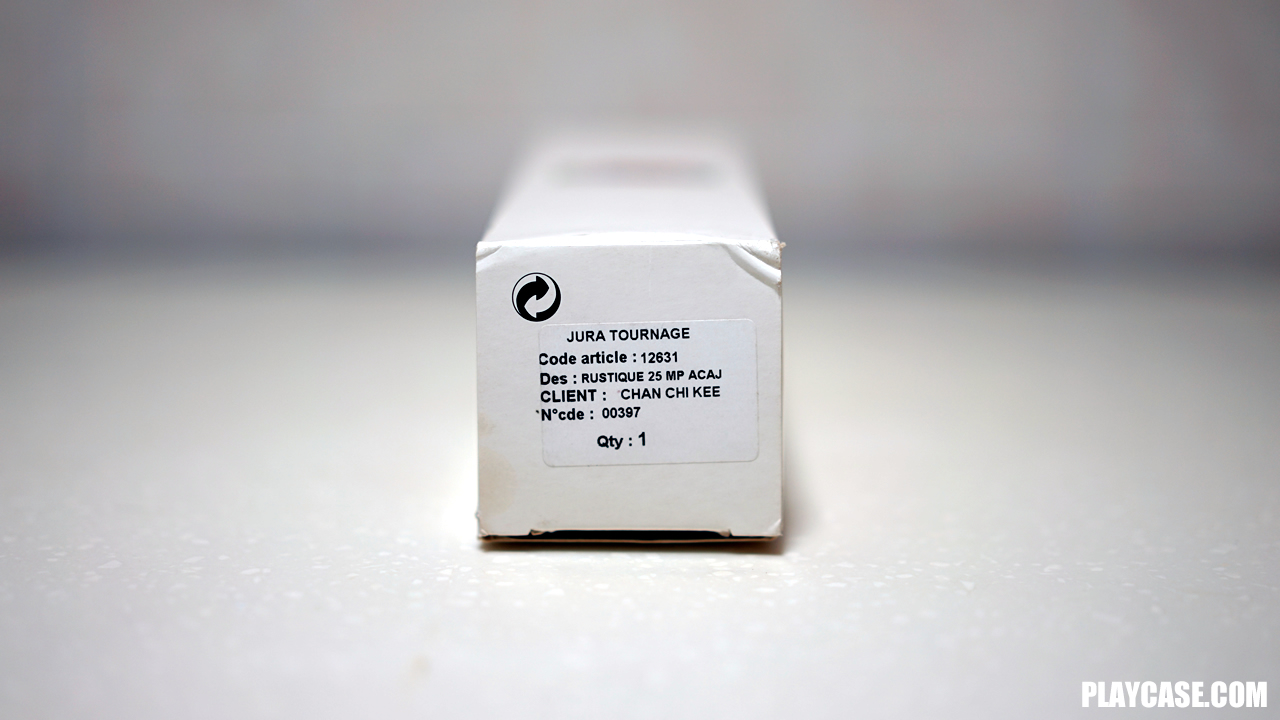 JURA TOURNAGE
Code article : 12631
Des : RUSTIQUE 25 MP ACAJ
CLIENT : CHAN CHI KEE
N°cde : 00397
Qty : 1
PLAYCASE.COM